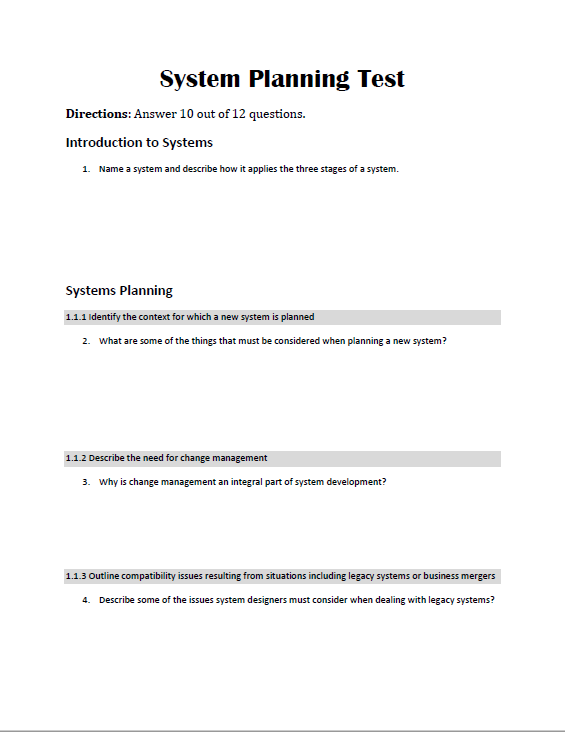 System Planning Test
Directions: Answer 10 out of 12 questions.
Introduction to Systems
1. Name a system and describe how it applies the three stages of a system.
Systems Planning
1.1.1 Identify the context for which a new system is planned
2. What are some of the things that must be considered when planning a new system?
1.1.2 Describe the need for change management
3. Why is change management an integral part of system development?
1.1.3 Outline compatibility issues resulting from situations including legacy systems or business mergers
4. Describe some of the issues system designers must consider when dealing with legacy systems?